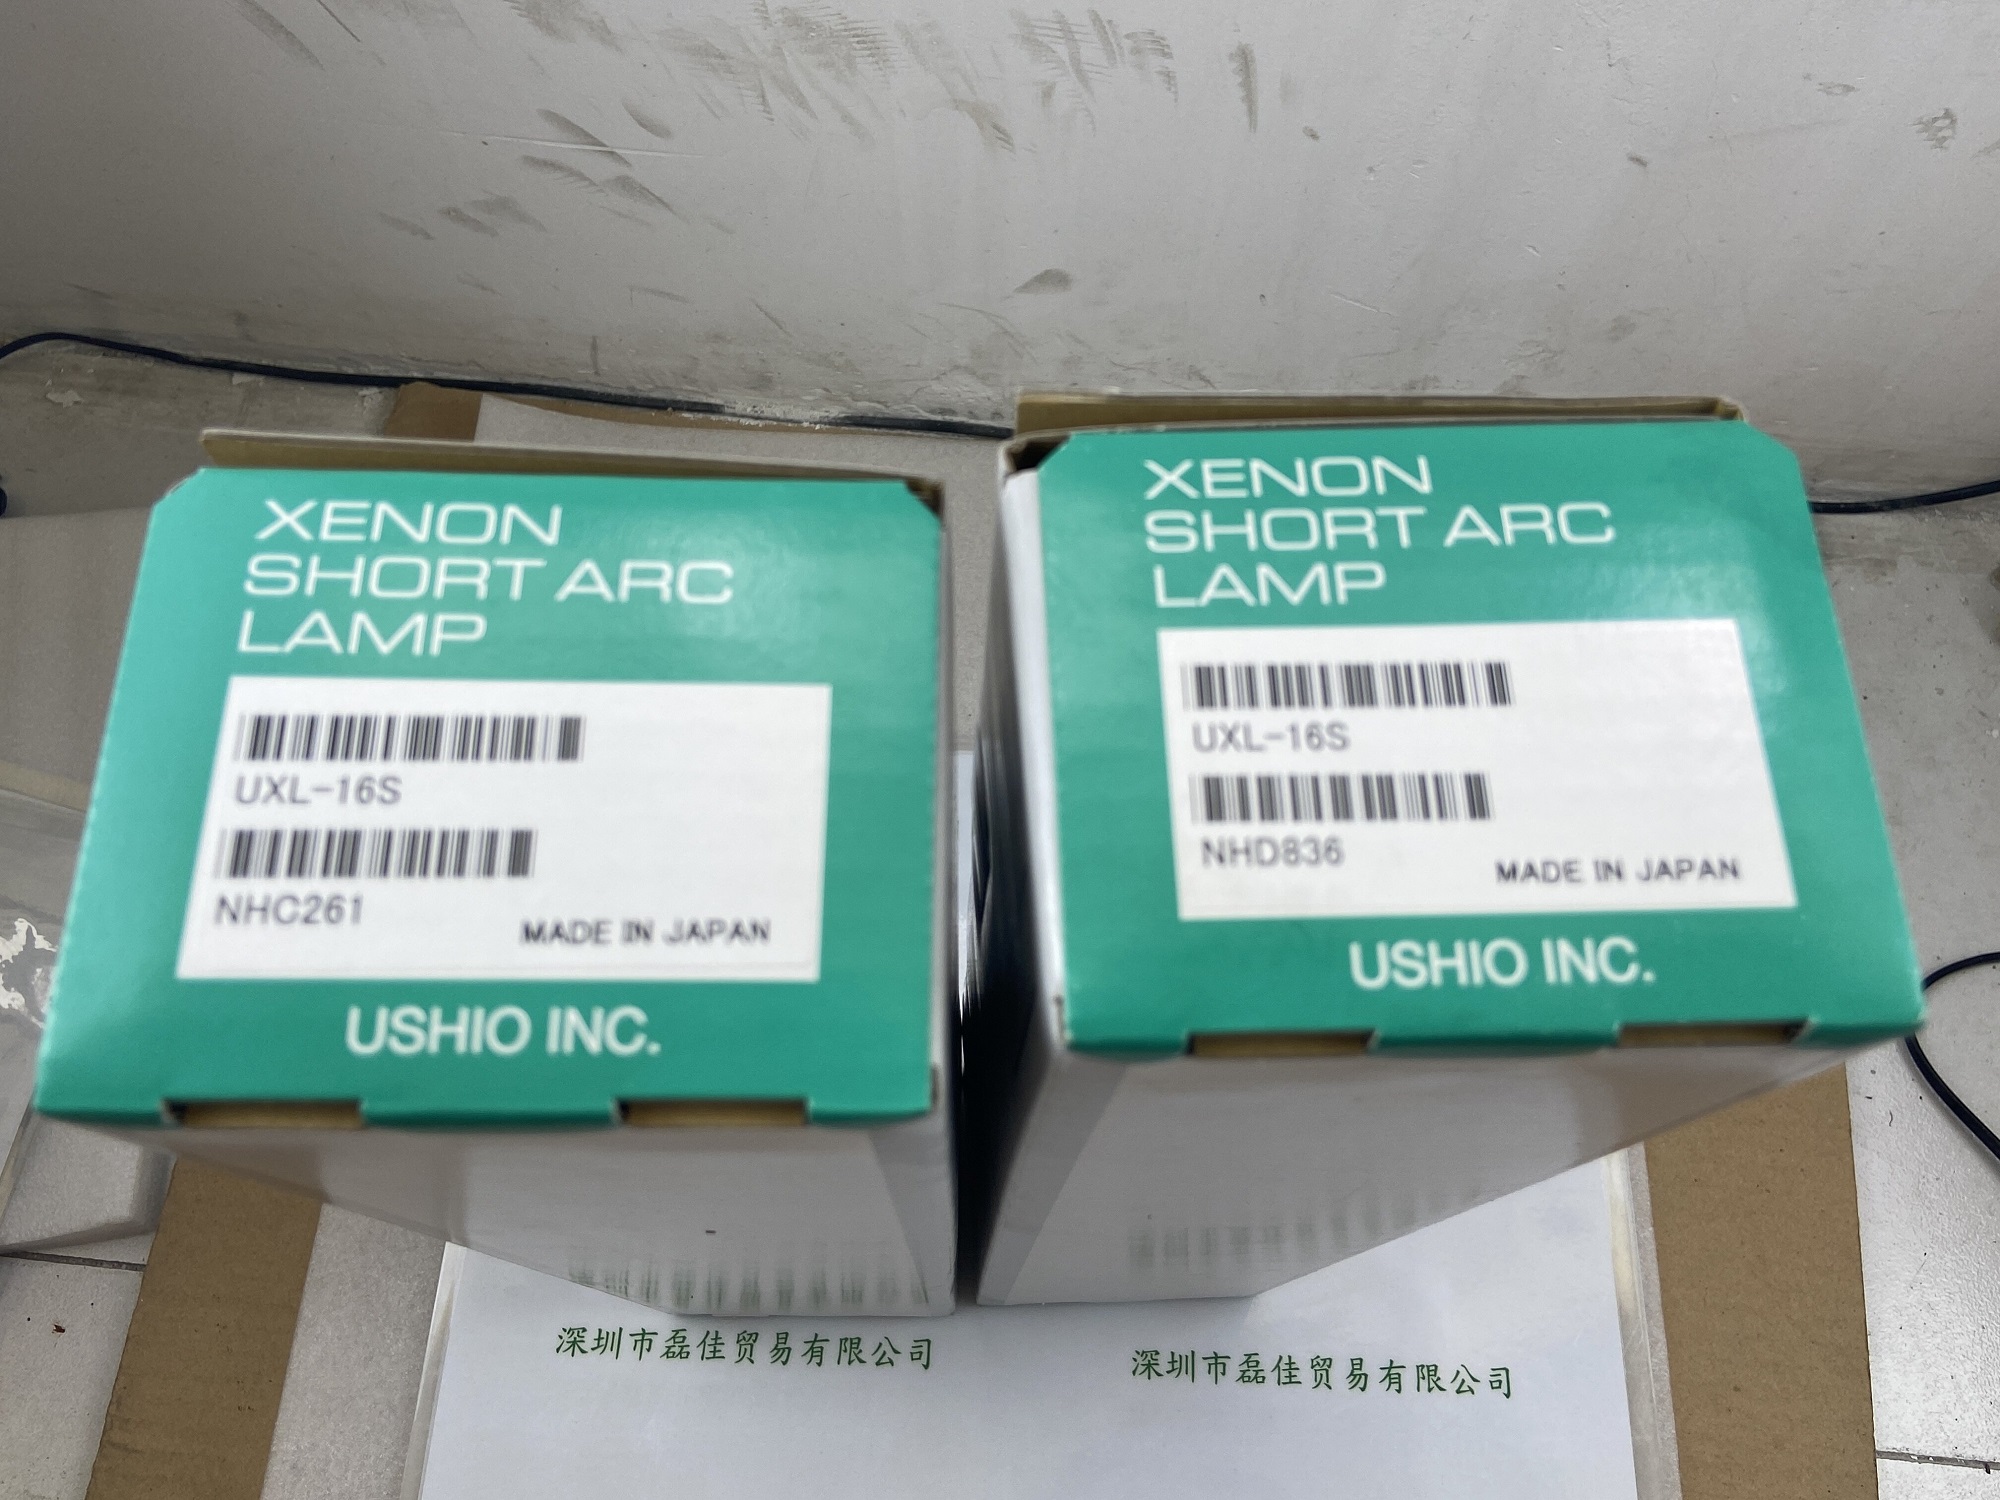 XENON
SHORT ARC
LAMP
UXL-16S
NHC261
MADE IN JAPAN
USHIO INC.
XENON
SHORT ARC
LAMP
UXL-16S
NHD836
MADE IN JAPAN
USHIO INC.
深圳市磊佳贸易有限公司
深圳市磊佳贸易有限公司